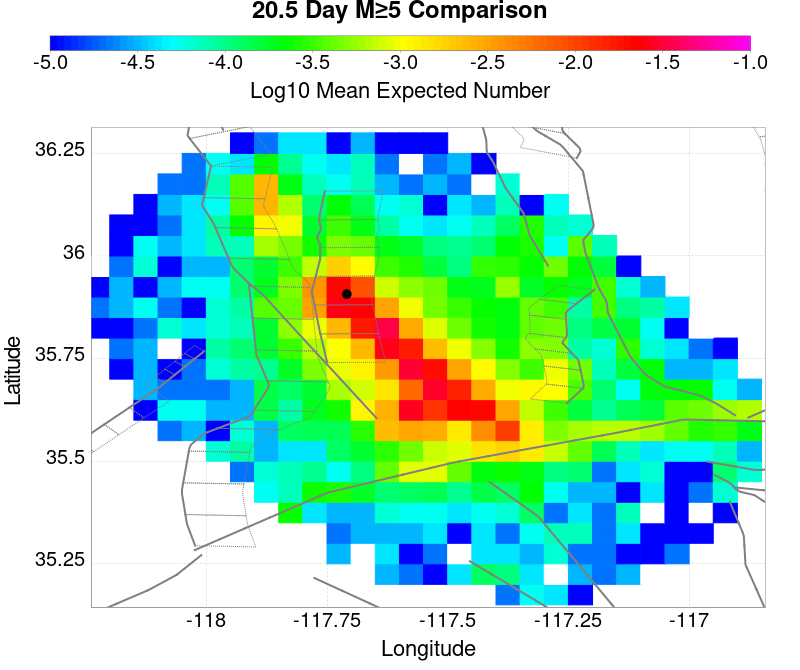 20.5 Day M≥5 Comparison
-5.0 -4.5 -4.0 -3.5 -3.0 -2.5 -2.0 -1.5 -1.0
Log10 Mean Expected Number
36.25
36
35.75
35.5
35.25
Latitude
-118 -117.75 -117.5 -117.25 -117
Longitude